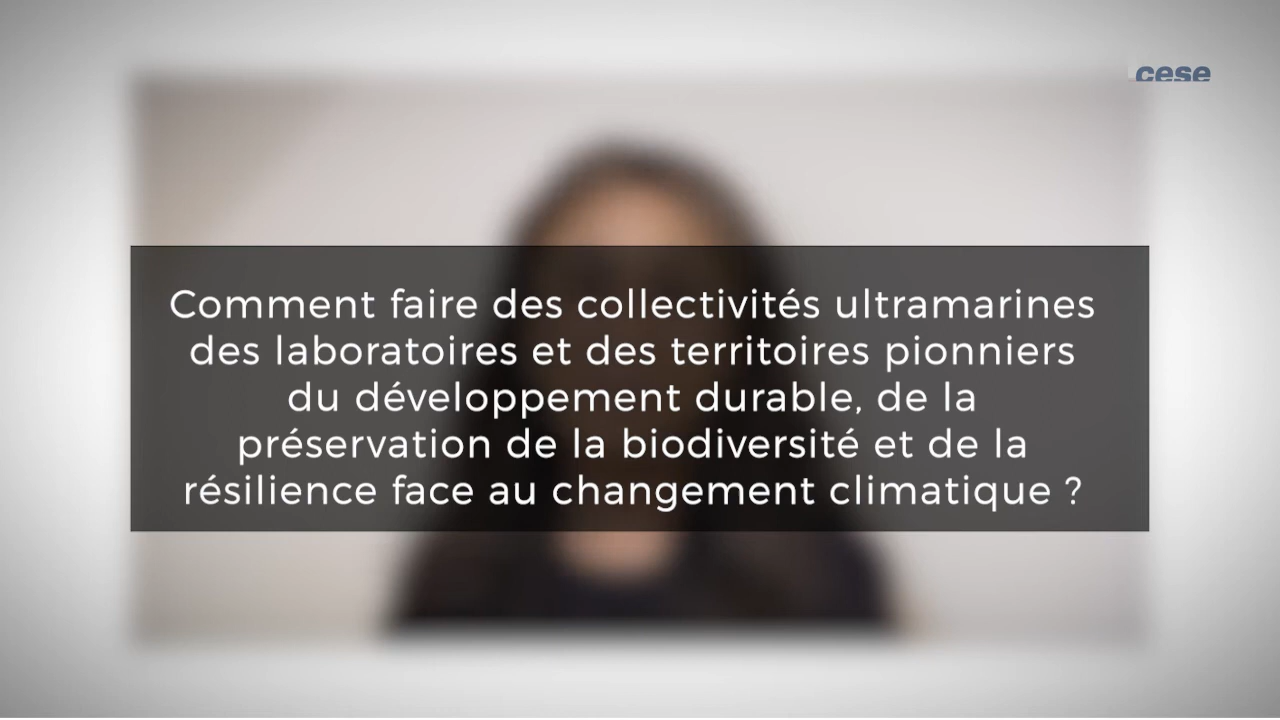 cese
Comment faire des collectivités ultramarines
des laboratoires et des territoires pionniers
du développement durable, de la
préservation de la biodiversité et de la
résilience face au changement climatique ?